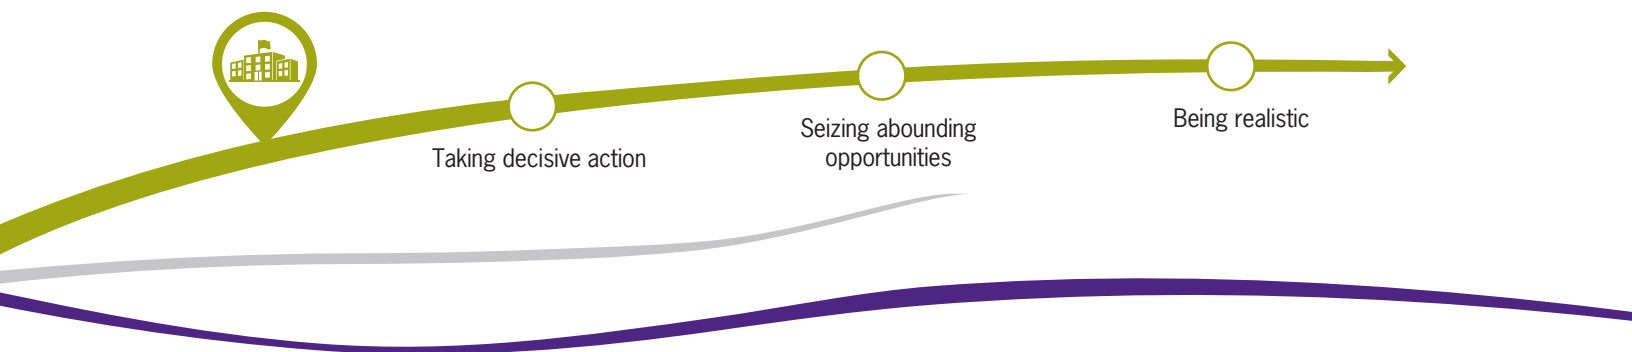 Taking decisive action
Seizing abounding
opportunities
Being realistic